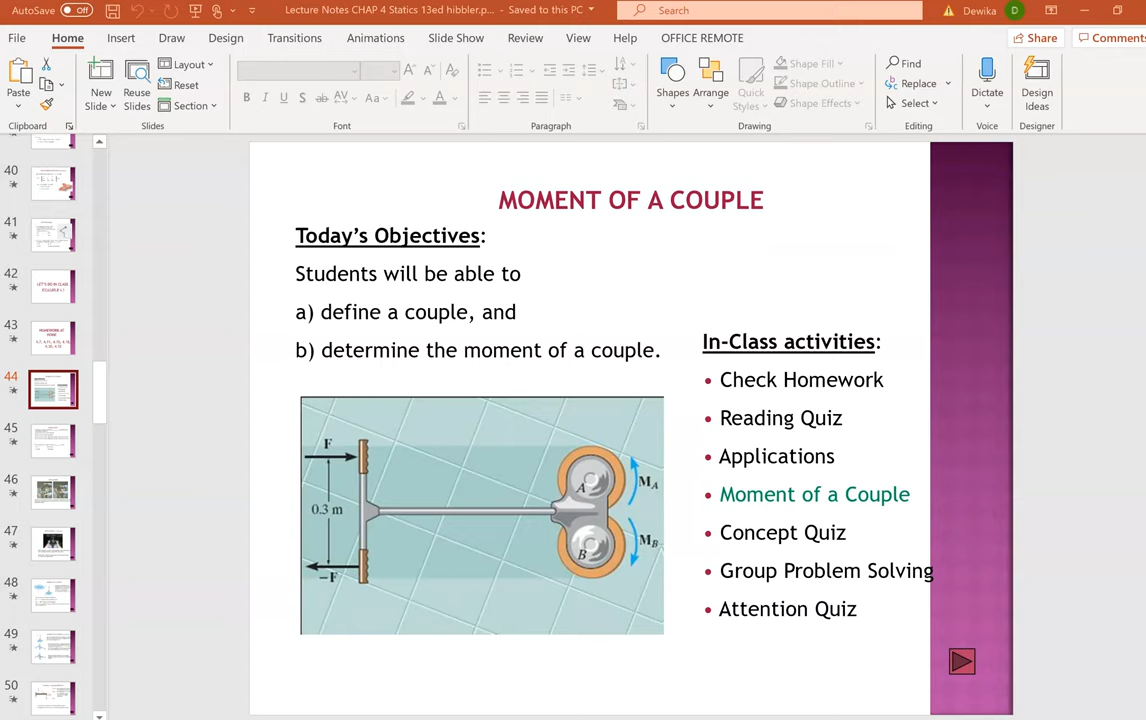 AutoSave Off Lecture Notes CHAP 4 Statics 13ed hibbler.p... - Saved to this PC Search Dewika D
File Home Insert Draw Design Transitions Animations Slide Show Review View Help OFFICE REMOTE Share Comments
Paste New Slide Reuse Slides Layout Reset Section
B I U S ab AV Aa A
Shapes Arrange Quick Styles Shape Fill Shape Outline Shape Effects
Find Replace Select Dictate Design Ideas
Clipboard Slides Font Paragraph Drawing Editing Voice Designer
40
41
42
43
44
45
46
47
48
49
50
MOMENT OF A COUPLE
Today's Objectives:
Students will be able to
a) define a couple, and
b) determine the moment of a couple.
In-Class activities:
• Check Homework
• Reading Quiz
• Applications
• Moment of a Couple
• Concept Quiz
• Group Problem Solving
• Attention Quiz
F
0.3 m
–F
A
B
MA
MB